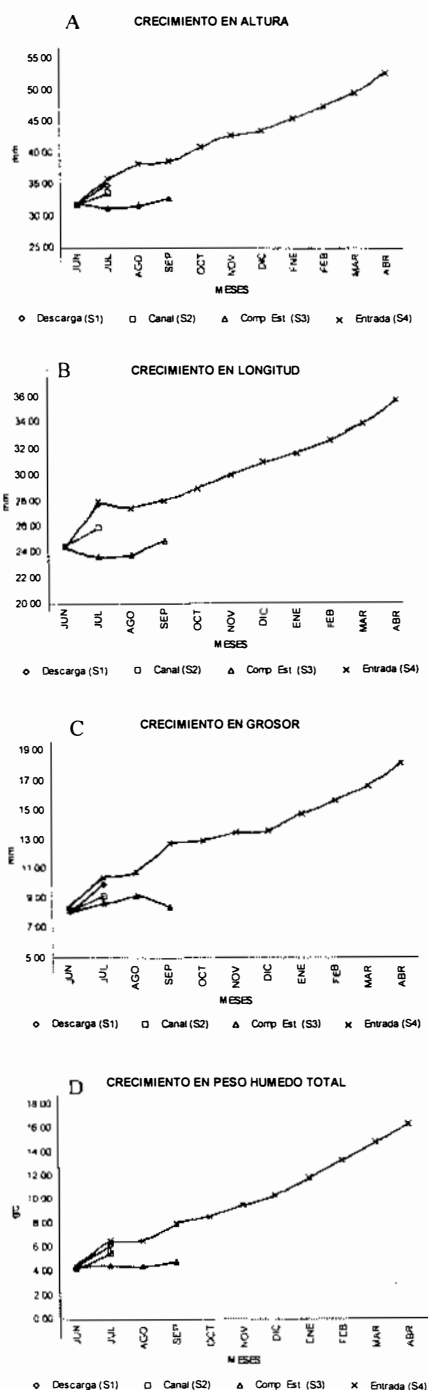 A CRECIMIENTO EN ALTURA
55 00
50 00
45 00
40 00
35 00
30 00
25 00
mm
JUN JUL AGO SEP OCT NOV DIC ENE FEB MAR ABR
MESES
Descarga (S1) Canal (S2) Comp Est (S3) Entrada (S4)
B CRECIMIENTO EN LONGITUD
36 00
34 00
32 00
30 00
28 00
26 00
24 00
22 00
20 00
mm
JUN JUL AGO SEP OCT NOV DIC ENE FEB MAR ABR
MESES
Descarga (S1) Canal (S2) Comp Est (S3) Entrada (S4)
C CRECIMIENTO EN GROSOR
19 00
17 00
15 00
13 00
11 00
9 00
7 00
5 00
mm
JUN JUL AGO SEP OCT NOV DIC ENE FEB MAR ABR
MESES
Descarga (S1) Canal (S2) Comp Est (S3) Entrada (S4)
D CRECIMIENTO EN PESO HUMEDO TOTAL
18 00
16 00
14 00
12 00
10 00
8 00
6 00
4 00
2 00
0 00
JUN JUL AGO SEP OCT NOV DIC ENE FEB MAR ABR
MESES
Descarga (S1) Canal (S2) Comp Est (S3) Entrada (S4)